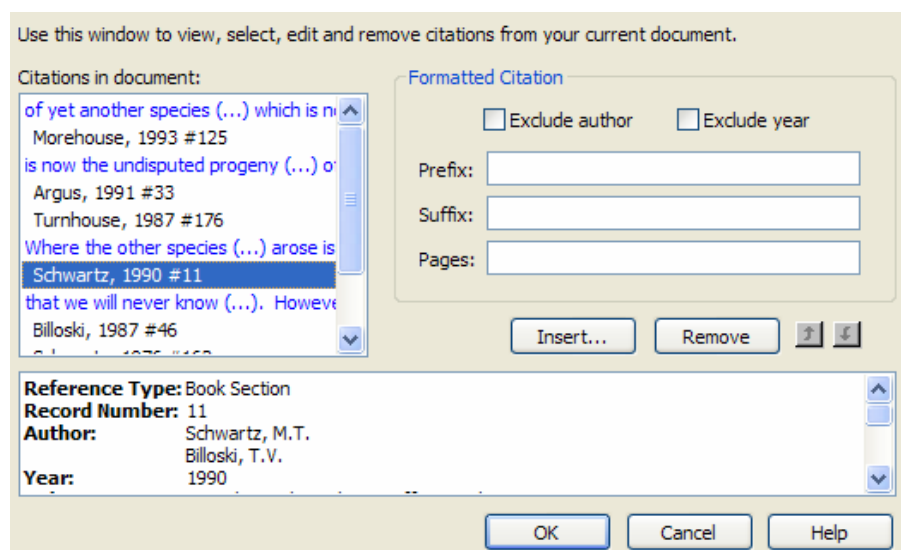 Use this window to view, select, edit and remove citations from your current document.
Citations in document:
of yet another species (...) which is
Morehouse, 1993 #125
is now the undisputed progeny (...)
Argus, 1991 #33
Turnhouse, 1987 #176
Where the other species (...) arose is
Schwartz, 1990 #11
that we will never know (...). Howeve
Billoski, 1987 #46
Formatted Citation
Exclude author
Exclude year
Prefix:
Suffix:
Pages:
Insert...
Remove
Reference Type: Book Section
Record Number: 11
Author: Schwartz, M.T.
Billoski, T.V.
Year: 1990
OK
Cancel
Help